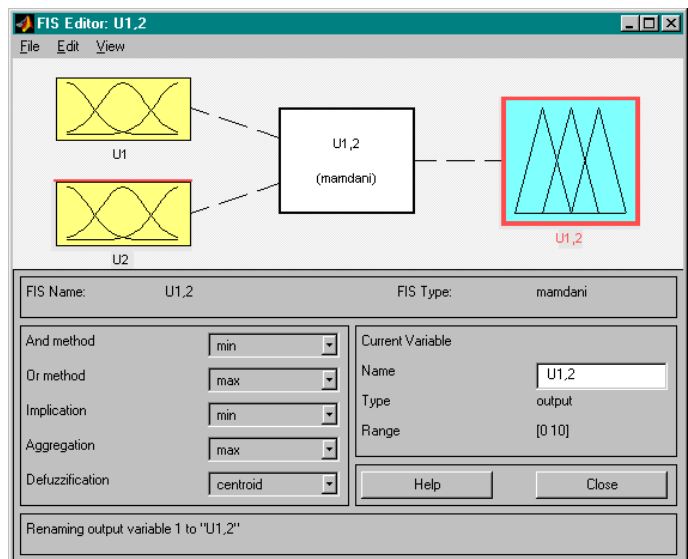 FIS Editor: U1,2
File Edit View
U1
U2
U1,2
(mamdani)
U1,2
FIS Name: U1,2 FIS Type: mamdani
And method min
Or method max
Implication min
Aggregation max
Defuzzification centroid
Current Variable
Name U1,2
Type output
Range [0 10]
Help Close
Renaming output variable 1 to "U1,2"